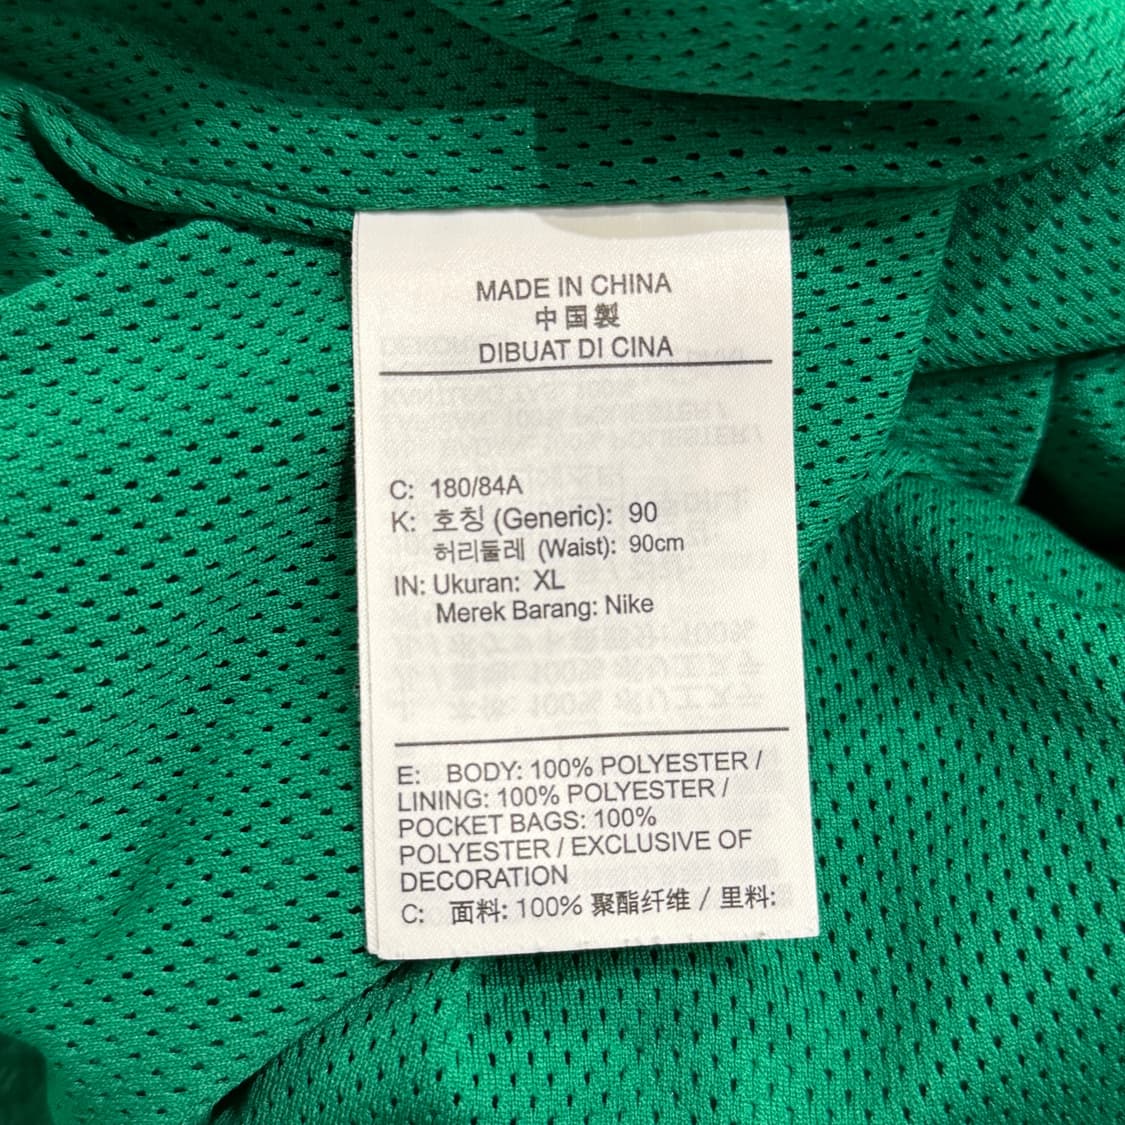 MADE IN CHINA
中国製
DIBUAT DI CINA
C: 180/84A
K: 호칭 (Generic): 90
허리둘레 (Waist): 90cm
IN: Ukuran: XL
Merek Barang: Nike
E: BODY: 100% POLYESTER /
LINING: 100% POLYESTER /
POCKET BAGS: 100%
POLYESTER / EXCLUSIVE OF
DECORATION
C: 面料: 100% 聚酯纤维 / 里料: